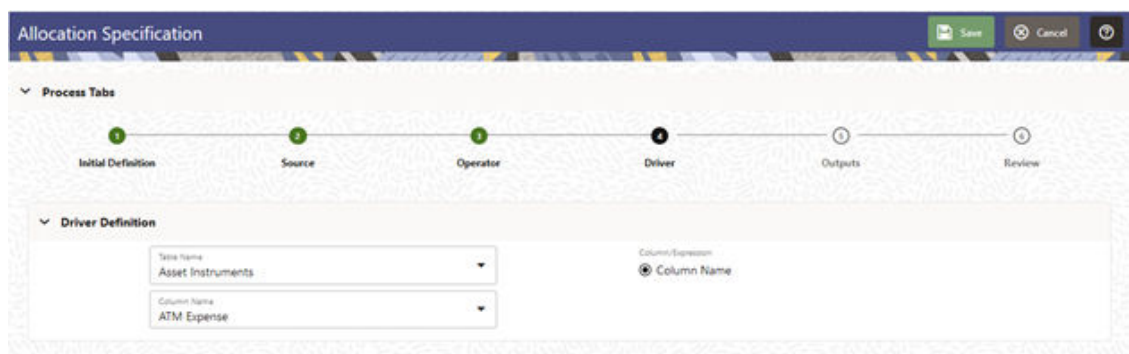 Allocation Specification
Save
Cancel
?
Process Tabs
1
2
3
4
5
6
Initial Definition
Source
Operator
Driver
Outputs
Review
Driver Definition
Table Name
Asset Instruments
Column/Expression
Column Name
Column Name
ATM Expense